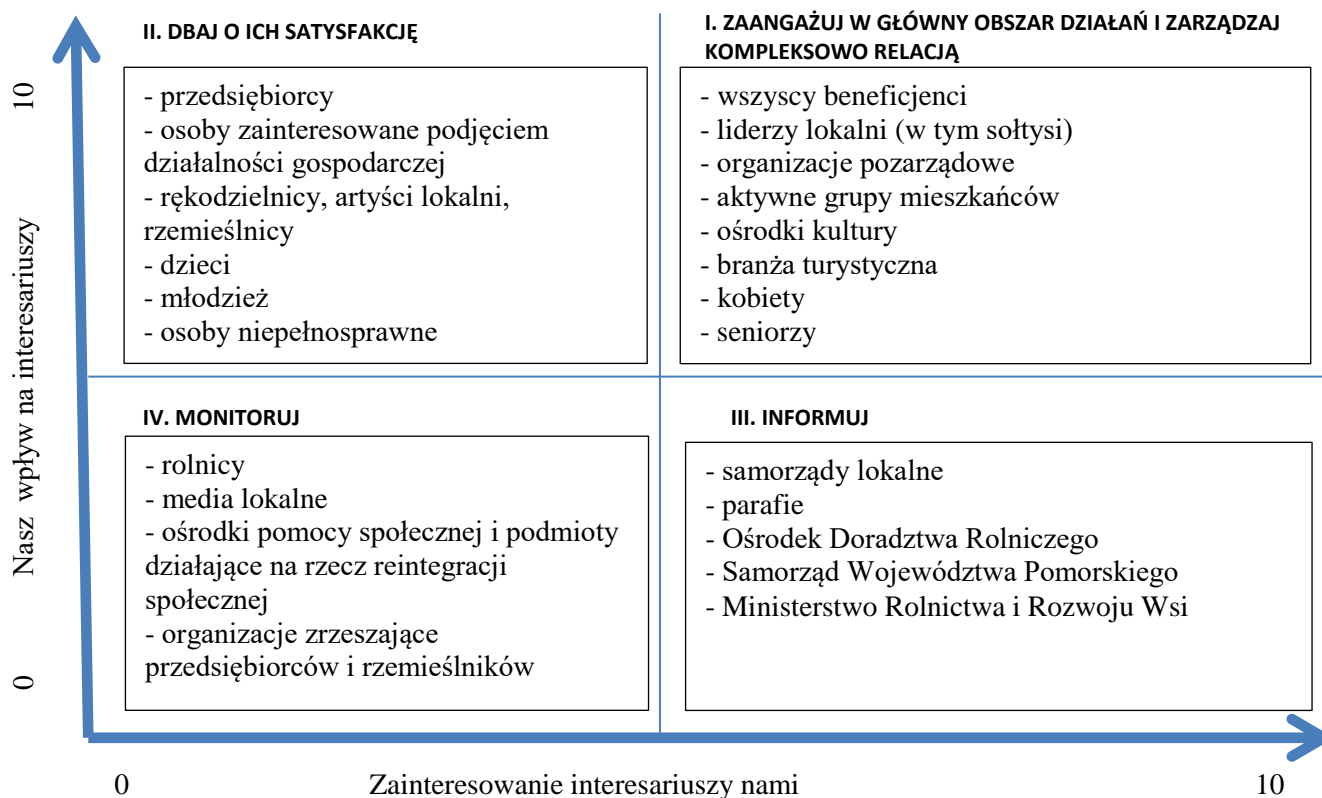 II. DBAJ O ICH SATYSFAKCJĘ
- przedsiębiorcy
- osoby zainteresowane podjęciem
działalności gospodarczej
- rękodzielnicy, artyści lokalni,
rzemieślnicy
- dzieci
- młodzież
- osoby niepełnosprawne
I. ZAANGAŻUJ W GŁÓWNY OBSZAR DZIAŁAŃ I ZARZĄDZAJ
KOMPLEKSOWO RELACJĄ
- wszyscy beneficjenci
- liderzy lokalni (w tym sołtysi)
- organizacje pozarządowe
- aktywne grupy mieszkańców
- ośrodki kultury
- branża turystyczna
- kobiety
- seniorzy
IV. MONITORUJ
- rolnicy
- media lokalne
- ośrodki pomocy społecznej i podmioty
działające na rzecz reintegracji
społecznej
- organizacje zrzeszające
przedsiębiorców i rzemieślników
III. INFORMUJ
- samorządy lokalne
- parafie
- Ośrodek Doradztwa Rolniczego
- Samorząd Województwa Pomorskiego
- Ministerstwo Rolnictwa i Rozwoju Wsi
0 Nasz wpływ na interesariuszy 10
0 Zainteresowanie interesariuszy nami 10